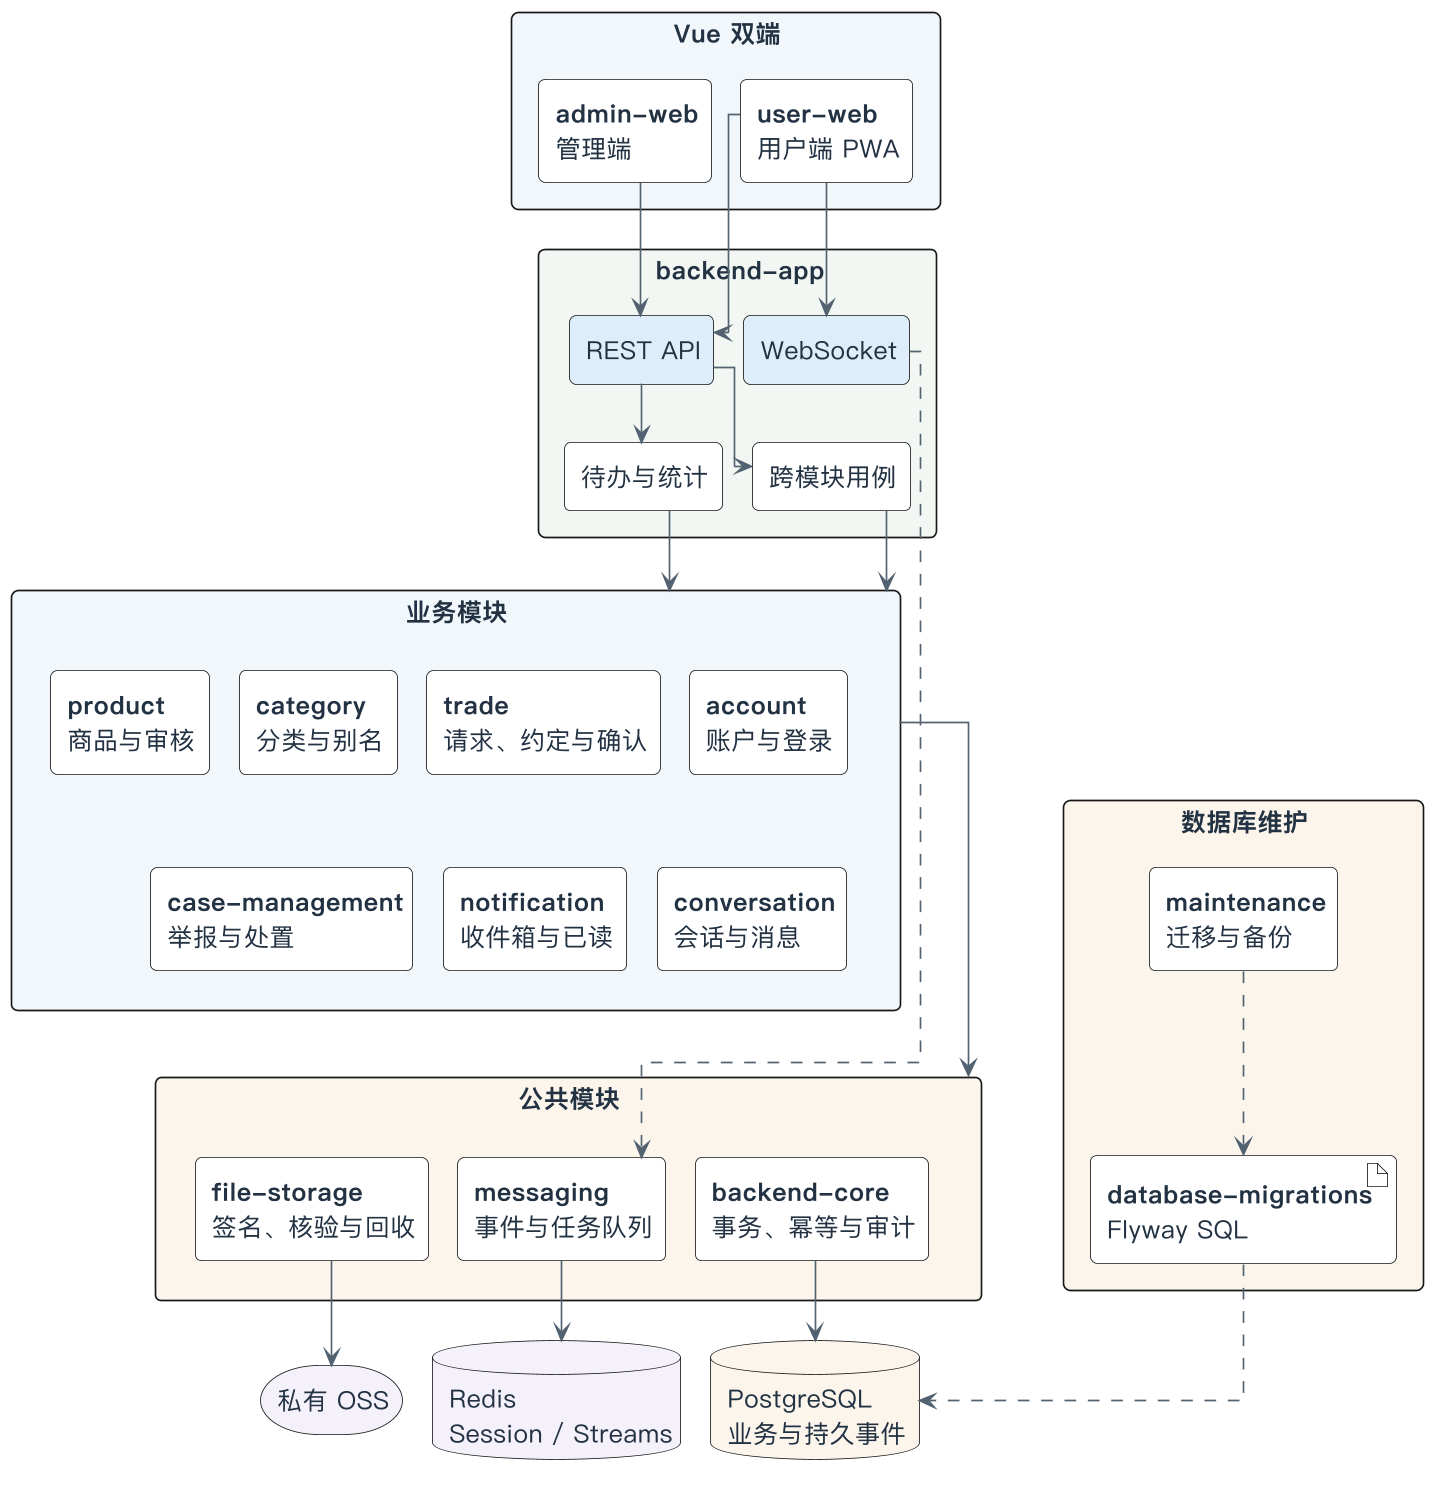 Vue 双端
admin-web
管理端
user-web
用户端 PWA
backend-app
REST API
WebSocket
待办与统计
跨模块用例
业务模块
product
商品与审核
category
分类与别名
trade
请求、约定与确认
account
账户与登录
case-management
举报与处置
notification
收件箱与已读
conversation
会话与消息
数据库维护
maintenance
迁移与备份
database-migrations
Flyway SQL
公共模块
file-storage
签名、核验与回收
messaging
事件与任务队列
backend-core
事务、幂等与审计
私有 OSS
Redis
Session / Streams
PostgreSQL
业务与持久事件